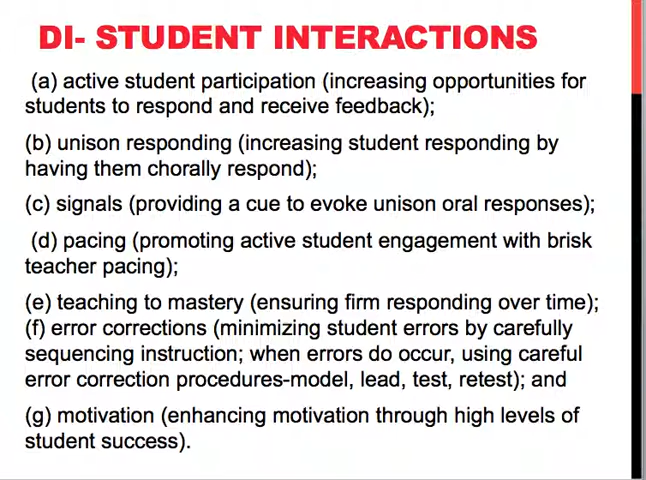 DI- STUDENT INTERACTIONS
(a) active student participation (increasing opportunities for
students to respond and receive feedback);
(b) unison responding (increasing student responding by
having them chorally respond);
(c) signals (providing a cue to evoke unison oral responses);
(d) pacing (promoting active student engagement with brisk
teacher pacing);
(e) teaching to mastery (ensuring firm responding over time);
(f) error corrections (minimizing student errors by carefully
sequencing instruction; when errors do occur, using careful
error correction procedures-model, lead, test, retest); and
(g) motivation (enhancing motivation through high levels of
student success).